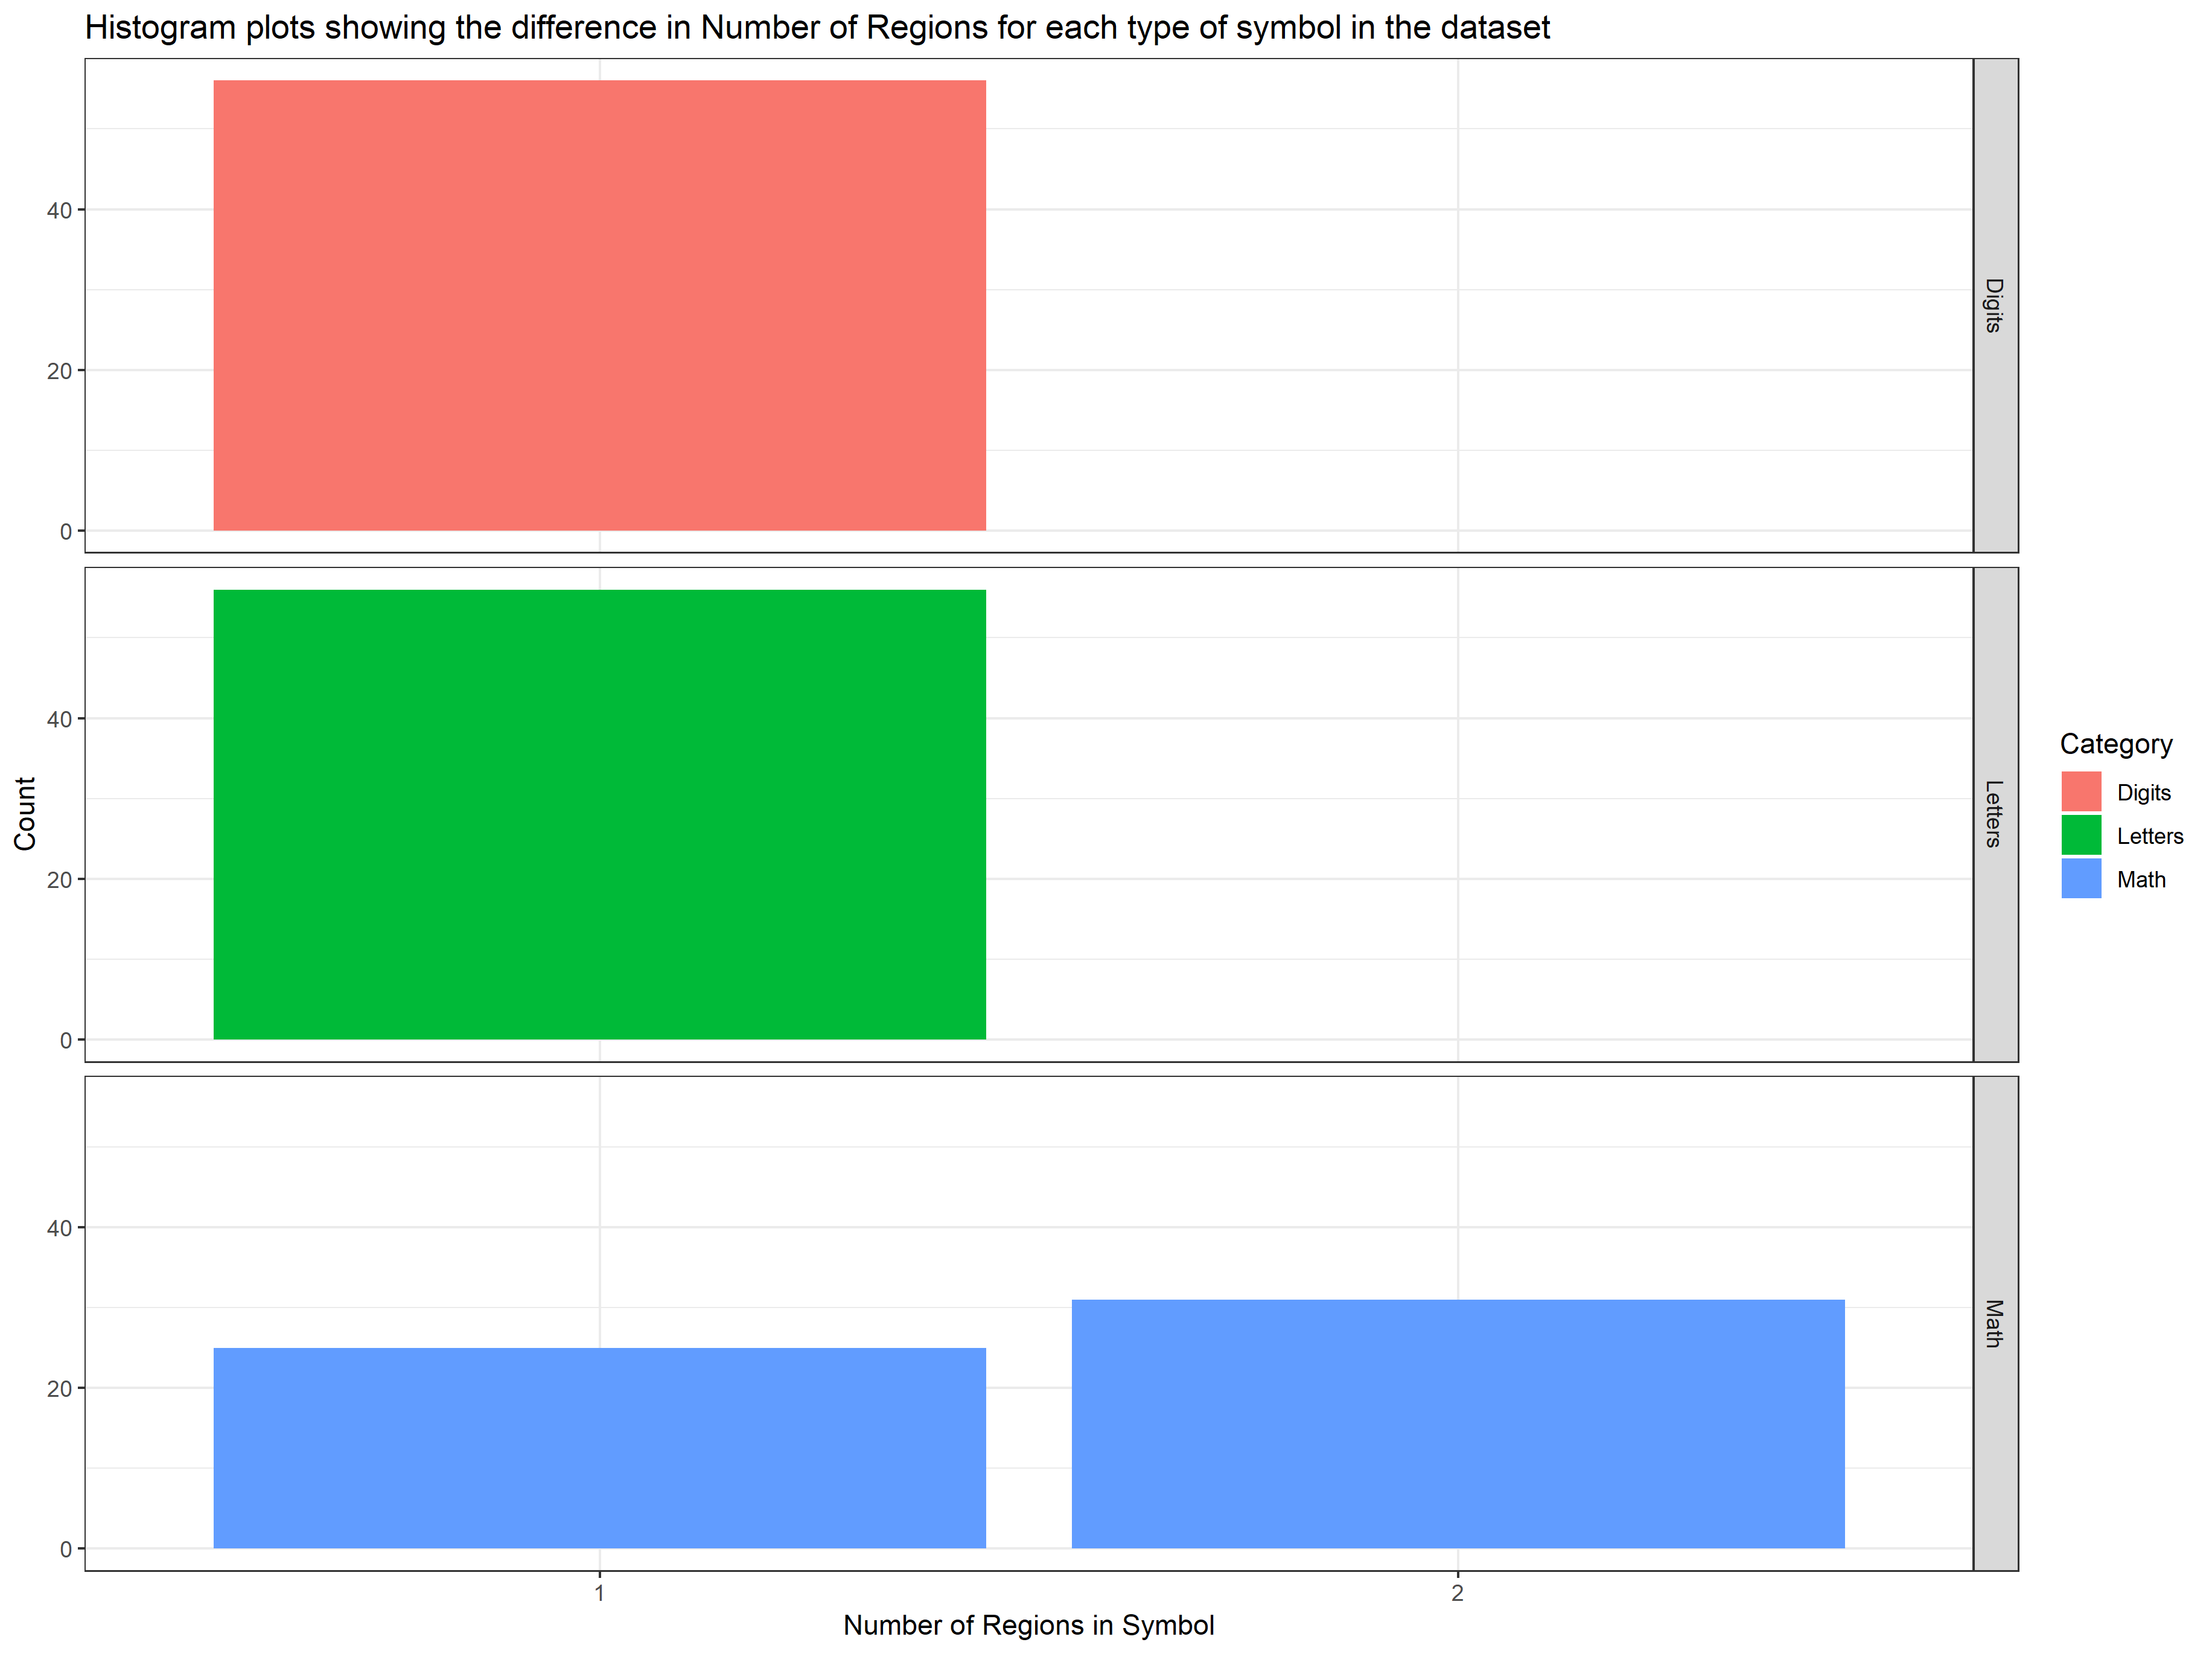 Histogram plots showing the difference in Number of Regions for each type of symbol in the dataset
40
20
0
Digits
40
20
0
Letters
40
20
0
Math
Count
1
2
Number of Regions in Symbol
Category
Digits
Letters
Math